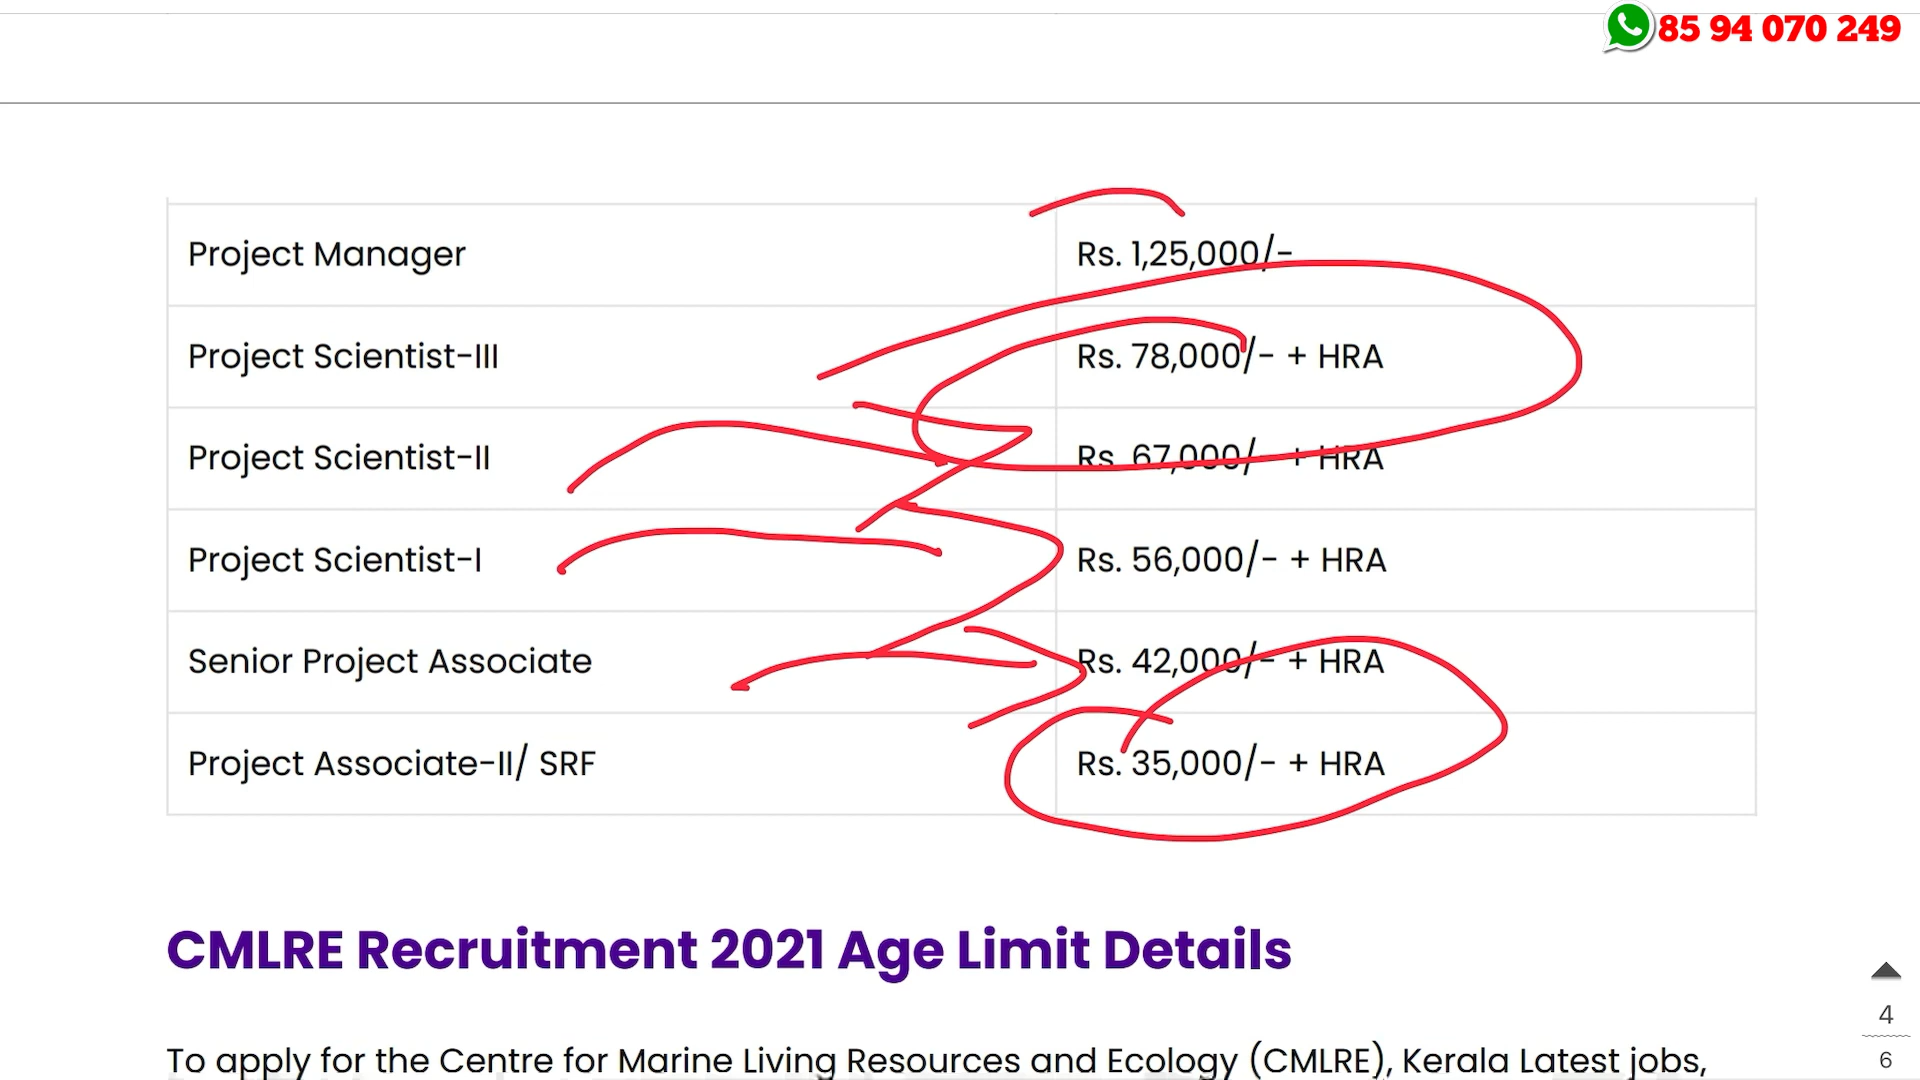 85 94 070 249
Project Manager Rs. 1,25,000/-
Project Scientist-III Rs. 78,000/- + HRA
Project Scientist-II Rs. 67,000/- + HRA
Project Scientist-I Rs. 56,000/- + HRA
Senior Project Associate Rs. 42,000/- + HRA
Project Associate-II/ SRF Rs. 35,000/- + HRA
CMLRE Recruitment 2021 Age Limit Details
To apply for the Centre for Marine Living Resources and Ecology (CMLRE), Kerala Latest jobs,
4
6